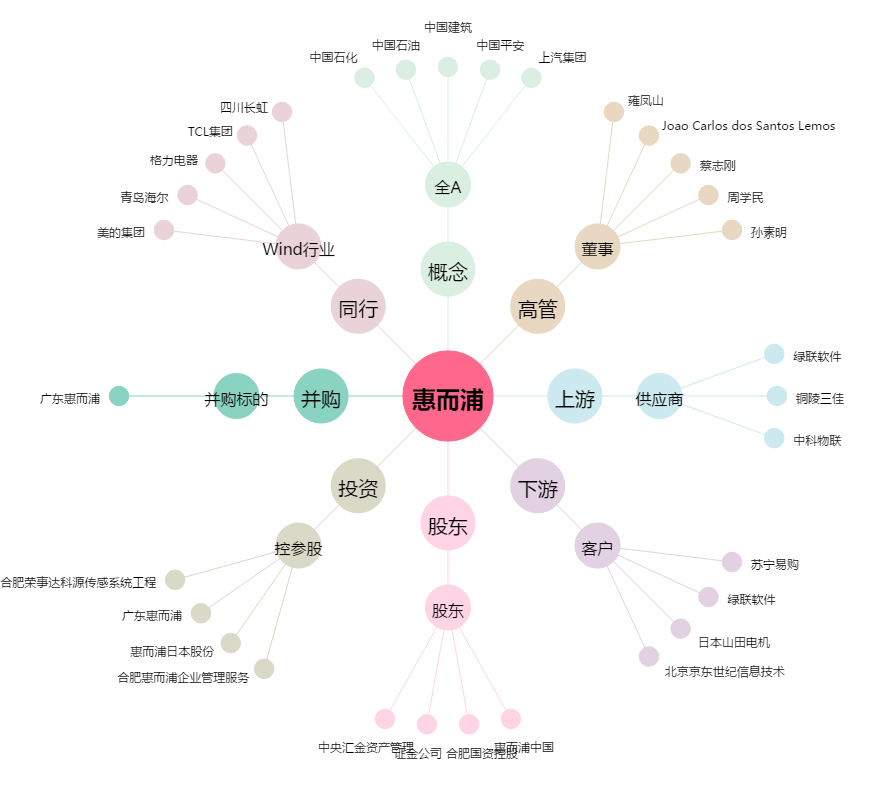 中国建筑
中国石油
中国平安
中国石化
上汽集团
四川长虹
雍凤山
TCL集团
Joao Carlos dos Santos Lemos
格力电器
蔡志刚
青岛海尔
全A
周学民
美的集团
孙素明
Wind行业
董事
概念
同行
高管
绿联软件
广东惠而浦
并购标的
并购
惠而浦
上游
供应商
铜陵三佳
中科物联
投资
下游
股东
控参股
客户
苏宁易购
合肥荣事达科源传感系统工程
绿联软件
广东惠而浦
股东
日本山田电机
惠而浦日本股份
北京京东世纪信息技术
合肥惠而浦企业管理服务
中央汇金资产管理
证金公司
合肥国资控股
惠而浦中国